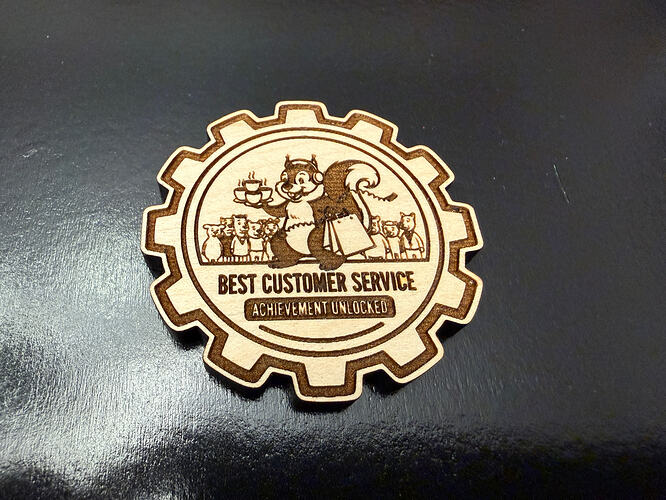 BEST CUSTOMER SERVICE
ACHIEVEMENT UNLOCKED